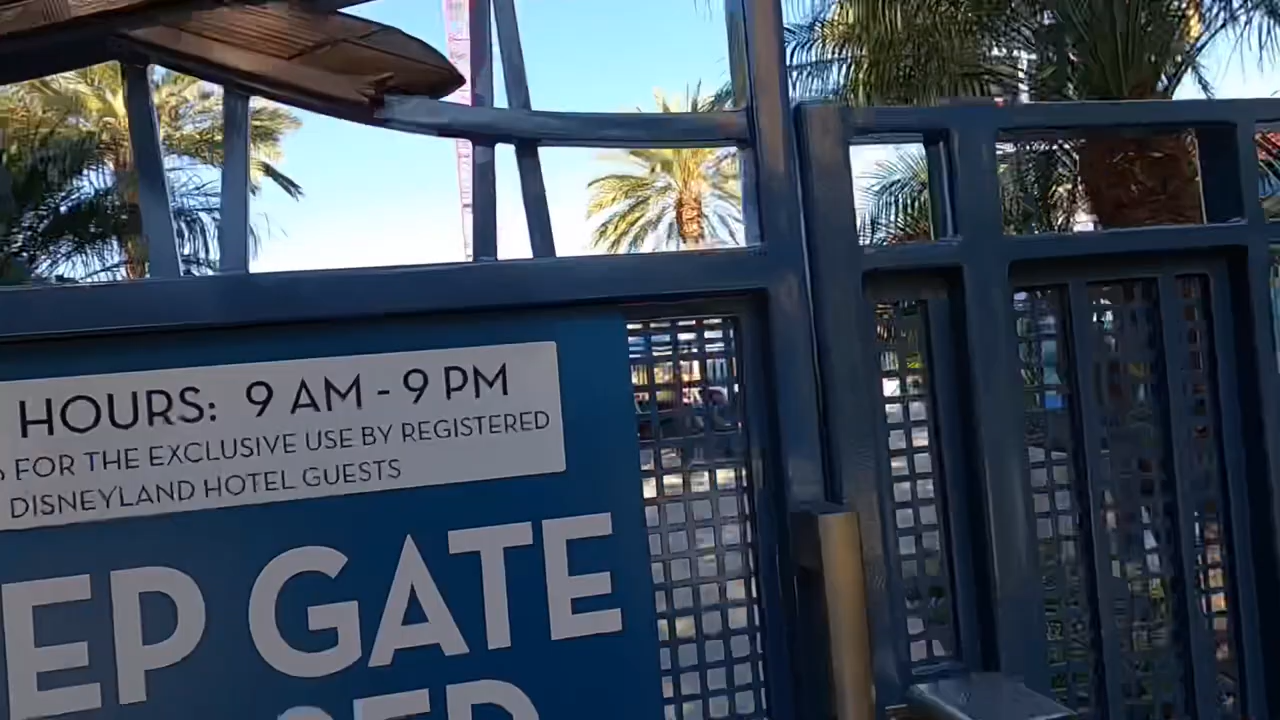 HOURS: 9 AM - 9 PM
FOR THE EXCLUSIVE USE BY REGISTERED
DISNEYLAND HOTEL GUESTS
EP GATE